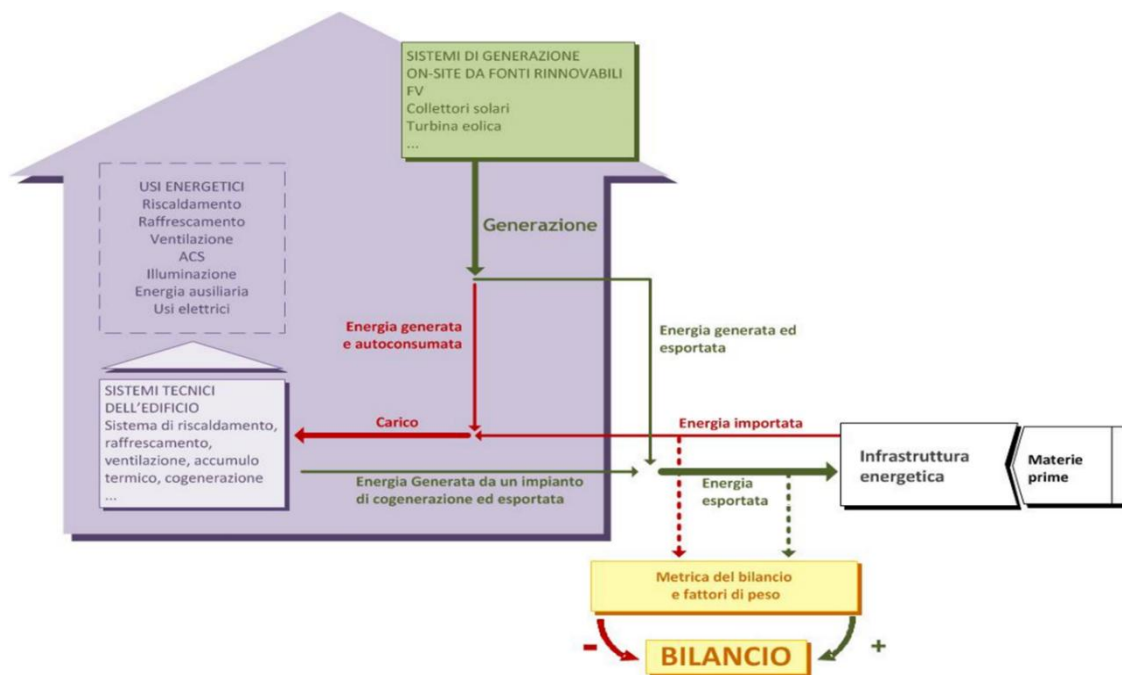 SISTEMI DI GENERAZIONE
ON-SITE DA FONTI RINNOVABILI
FV
Collettori solari
Turbina eolica
...
USI ENERGETICI
Riscaldamento
Raffrescamento
Ventilazione
ACS
Illuminazione
Energia ausiliaria
Usi elettrici
Generazione
Energia generata
e autoconsumata
Energia generata ed
esportata
SISTEMI TECNICI
DELL'EDIFICIO
Sistema di riscaldamento,
raffrescamento,
ventilazione, accumulo
termico, cogenerazione
...
Carico
Energia importata
Energia Generata da un impianto
di cogenerazione ed esportata
Energia
esportata
Infrastruttura
energetica
Materie
prime
Metrica del bilancio
e fattori di peso
-
BILANCIO
+